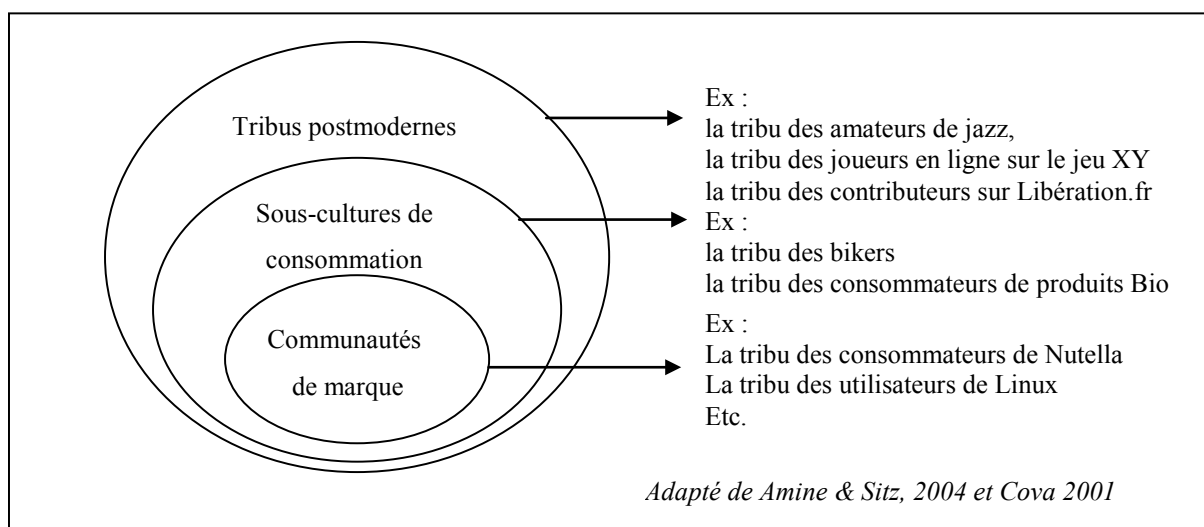 Tribus postmodernes
Sous-cultures de
consommation
Communautés
de marque
Ex :
la tribu des amateurs de jazz,
la tribu des joueurs en ligne sur le jeu XY
la tribu des contributeurs sur Libération.fr
Ex :
la tribu des bikers
la tribu des consommateurs de produits Bio
Ex :
La tribu des consommateurs de Nutella
La tribu des utilisateurs de Linux
Etc.
Adapté de Amine & Sitz, 2004 et Cova 2001